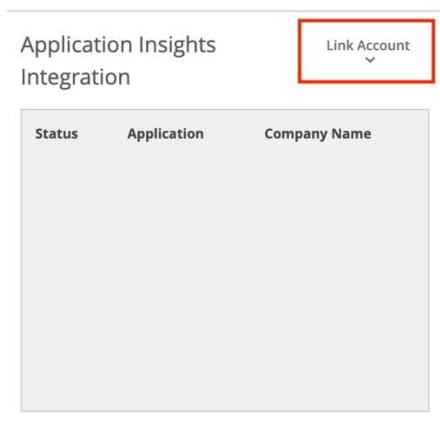 Application Insights
Integration
Link Account
Status Application Company Name